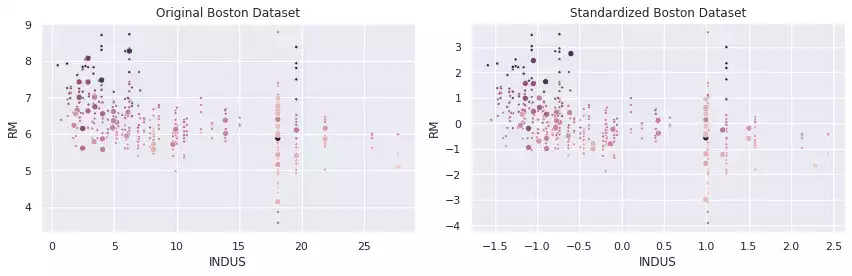 Original Boston Dataset
9
8
7
6
5
4
RM
0 5 10 15 20 25
INDUS
Standardized Boston Dataset
3
2
1
0
−1
−2
−3
−4
RM
−1.5 −1.0 −0.5 0.0 0.5 1.0 1.5 2.0 2.5
INDUS